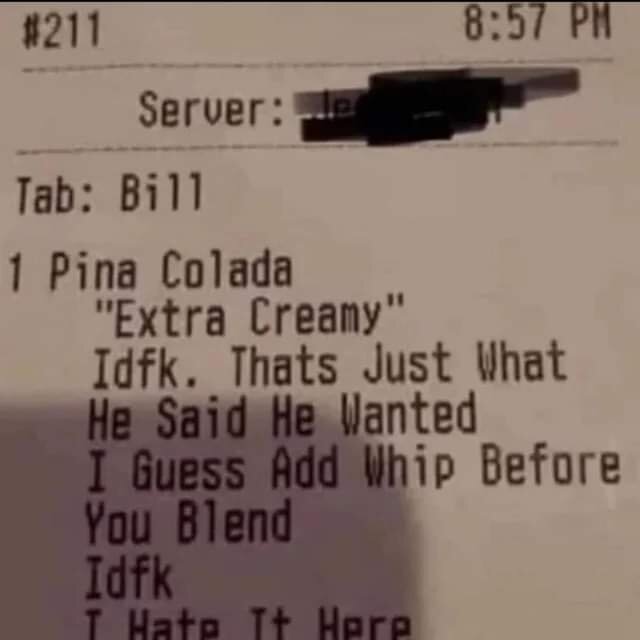 #211 8:57 PM
Server:
Tab: Bill
1 Pina Colada
"Extra Creamy"
Idfk. Thats Just What
He Said He Wanted
I Guess Add Whip Before
You Blend
Idfk
I Hate It Here